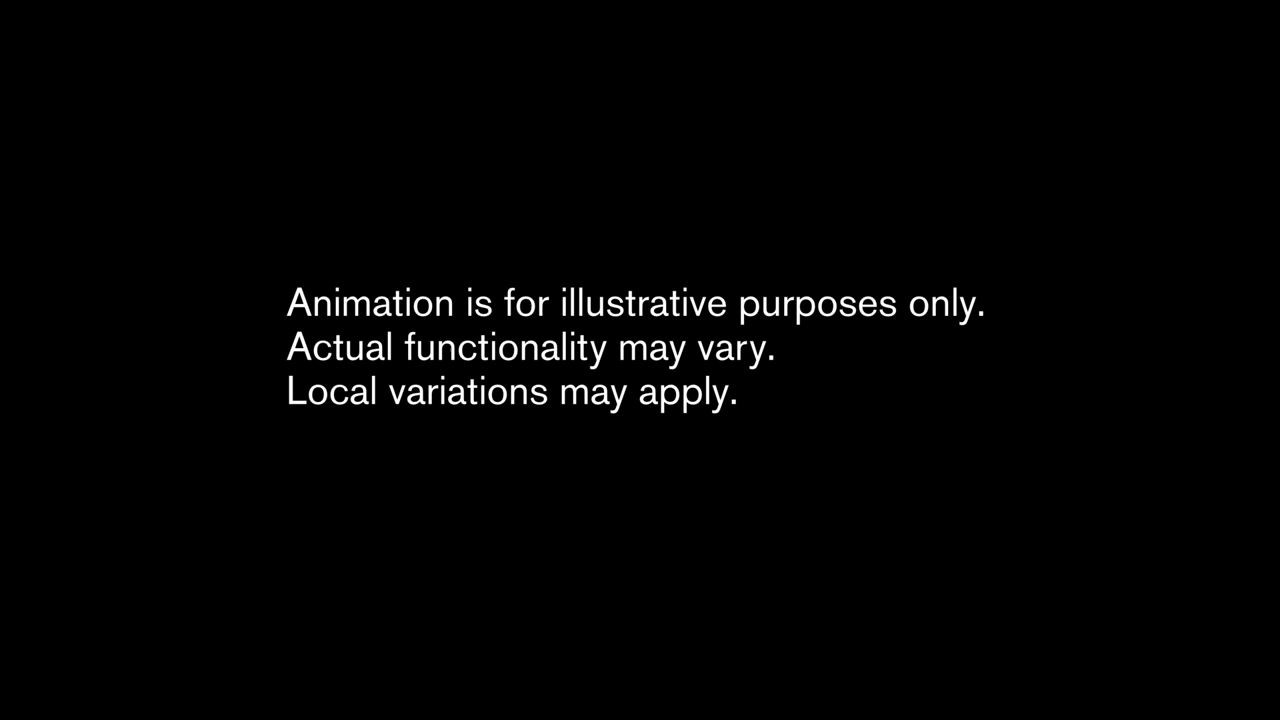 Animation is for illustrative purposes only.
Actual functionality may vary.
Local variations may apply.